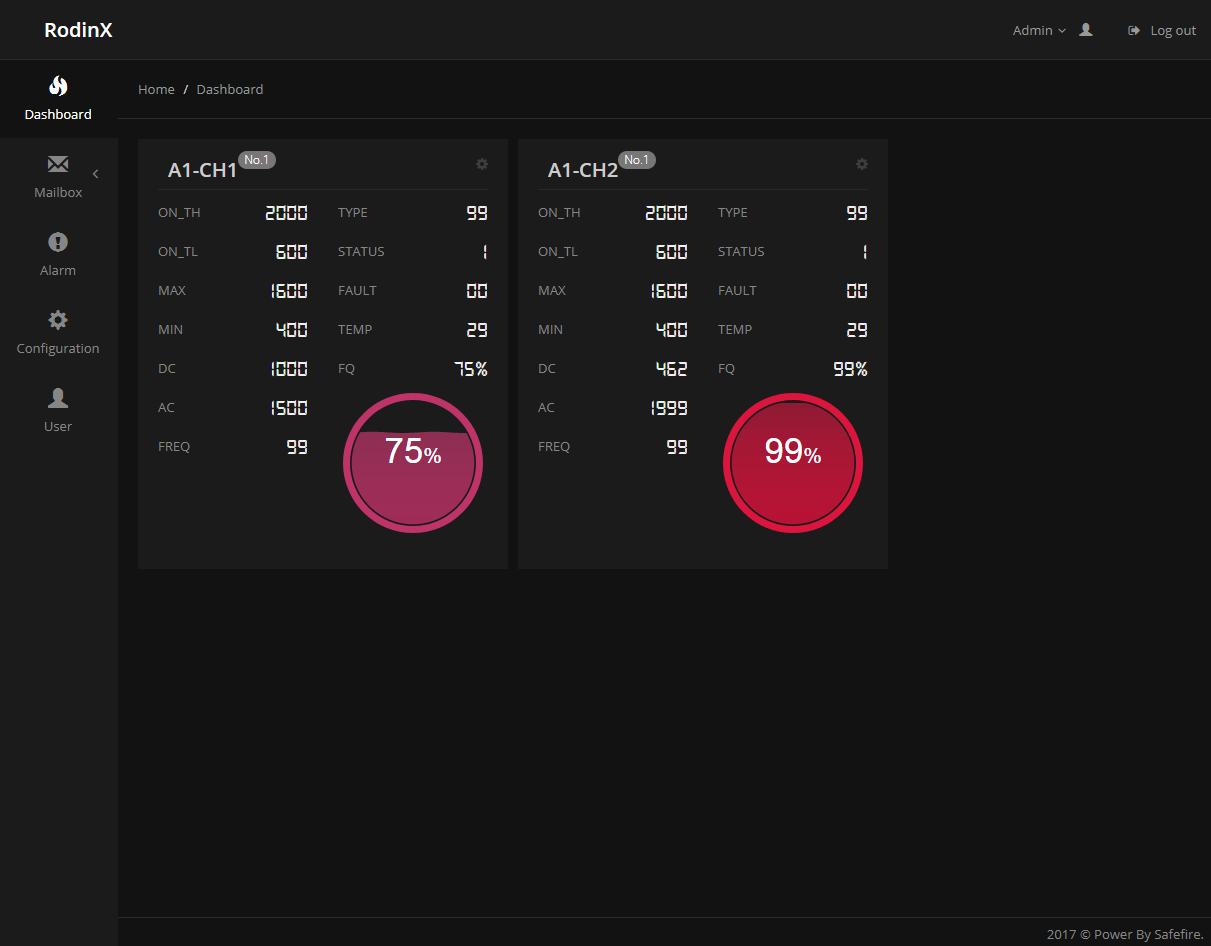 RodinX
Admin
Log out
Dashboard
Mailbox
Alarm
Configuration
User
Home / Dashboard
A1-CH1 No.1
ON_TH 2000 TYPE 99
ON_TL 600 STATUS 1
MAX 1600 FAULT 00
MIN 400 TEMP 29
DC 1000 FQ 75%
AC 1500
FREQ 99
75%
A1-CH2 No.1
ON_TH 2000 TYPE 99
ON_TL 600 STATUS 1
MAX 1600 FAULT 00
MIN 400 TEMP 29
DC 462 FQ 99%
AC 1999
FREQ 99
99%
2017 © Power By Safefire.